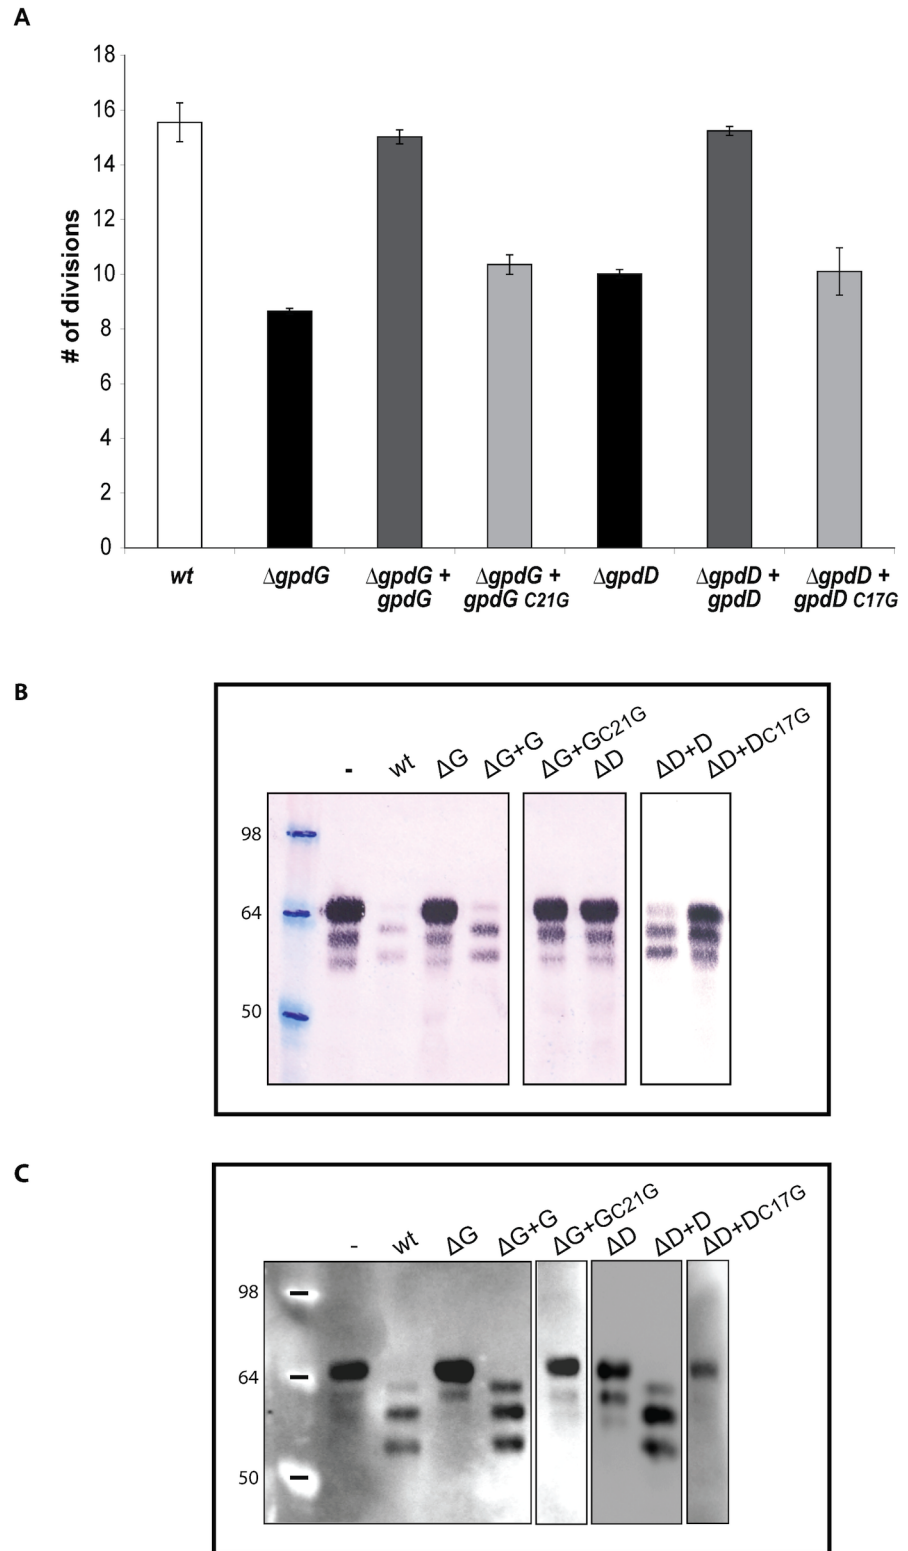 A
18
16
14
12
10
8
6
4
2
0
# of divisions
wt
ΔgpdG
ΔgpdG +
gpdG
ΔgpdG +
gpdG C21G
ΔgpdD
ΔgpdD +
gpdD
ΔgpdD +
gpdD C17G
B
- wt ΔG ΔG+G ΔG+GC21G ΔD ΔD+D ΔD+DC17G
98
64
50
C
- wt ΔG ΔG+G ΔG+GC21G ΔD ΔD+D ΔD+DC17G
98
64
50